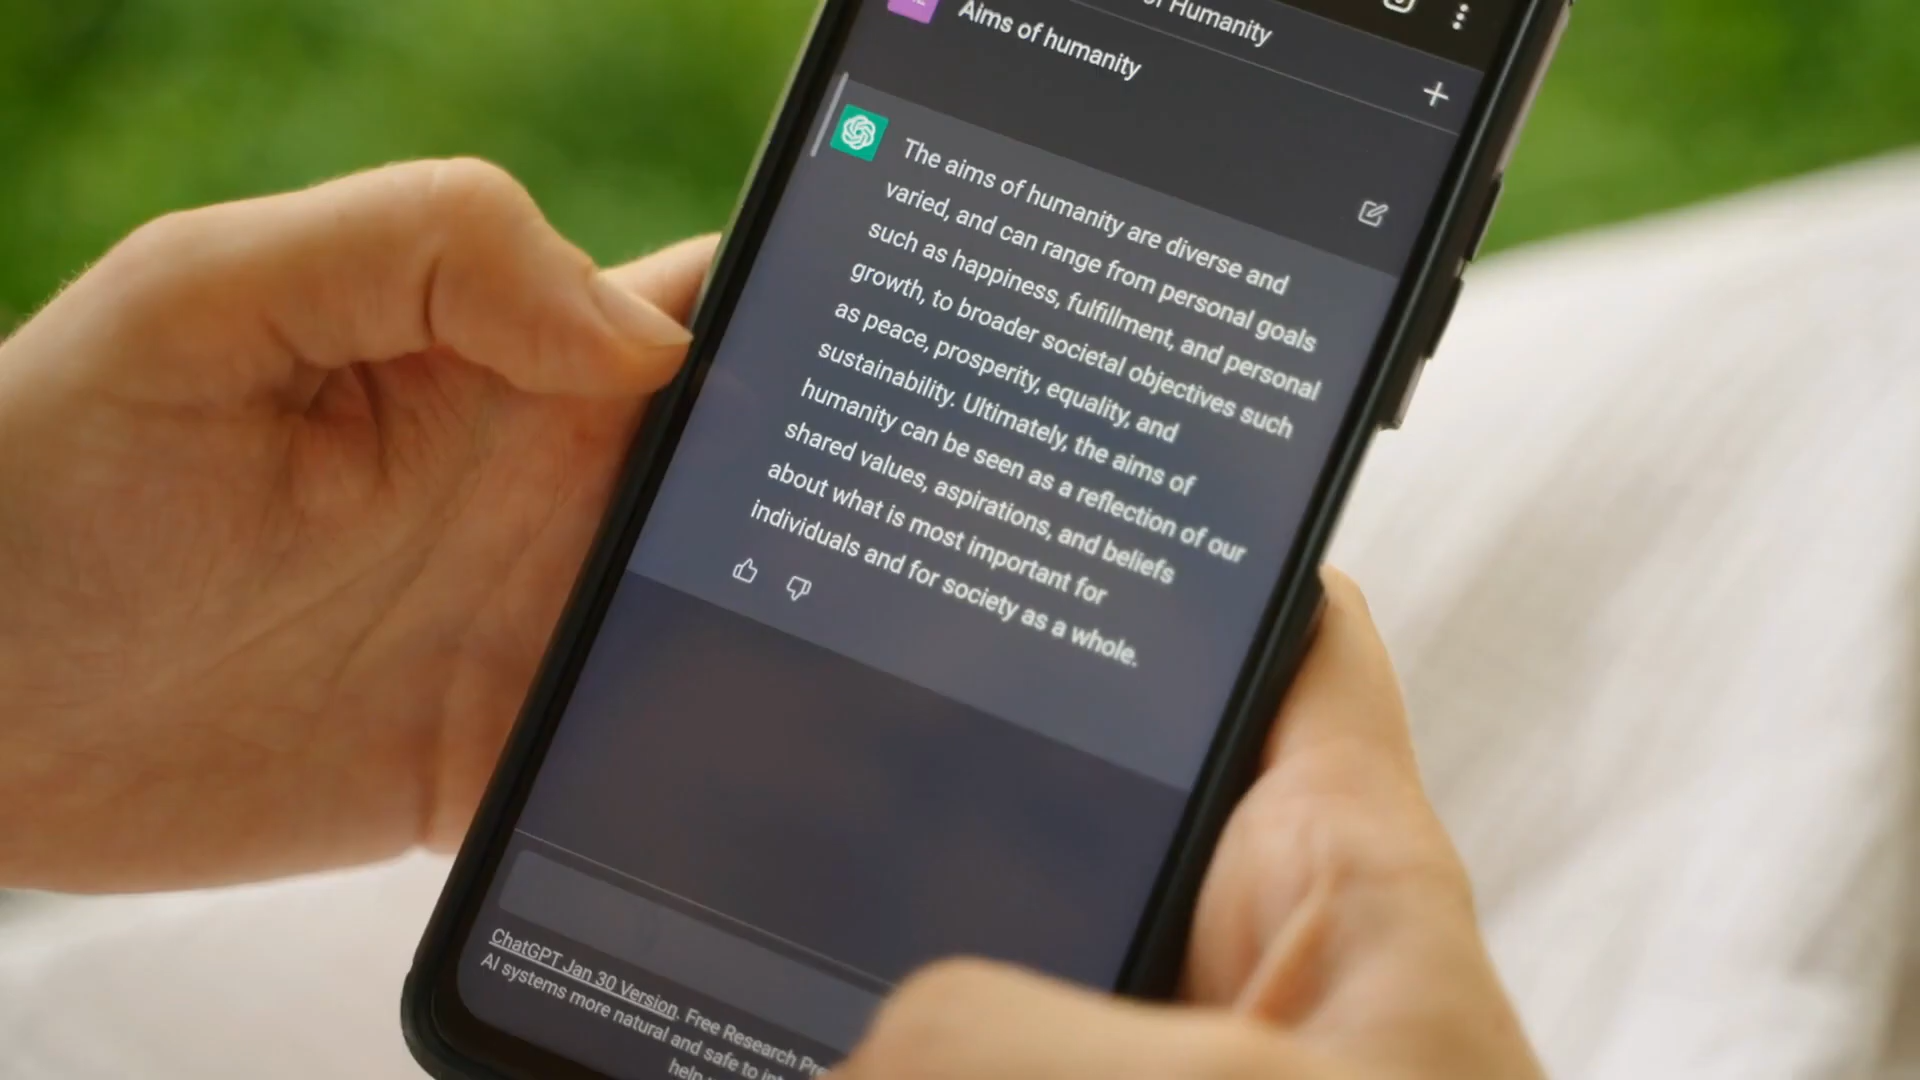 of Humanity
Aims of humanity
The aims of humanity are diverse and
varied, and can range from personal goals
such as happiness, fulfillment, and personal
growth, to broader societal objectives such
as peace, prosperity, equality, and
sustainability. Ultimately, the aims of
humanity can be seen as a reflection of our
shared values, aspirations, and beliefs
about what is most important for
individuals and for society as a whole.
ChatGPT Jan 30 Version. Free Research
AI systems more natural and safe to
help